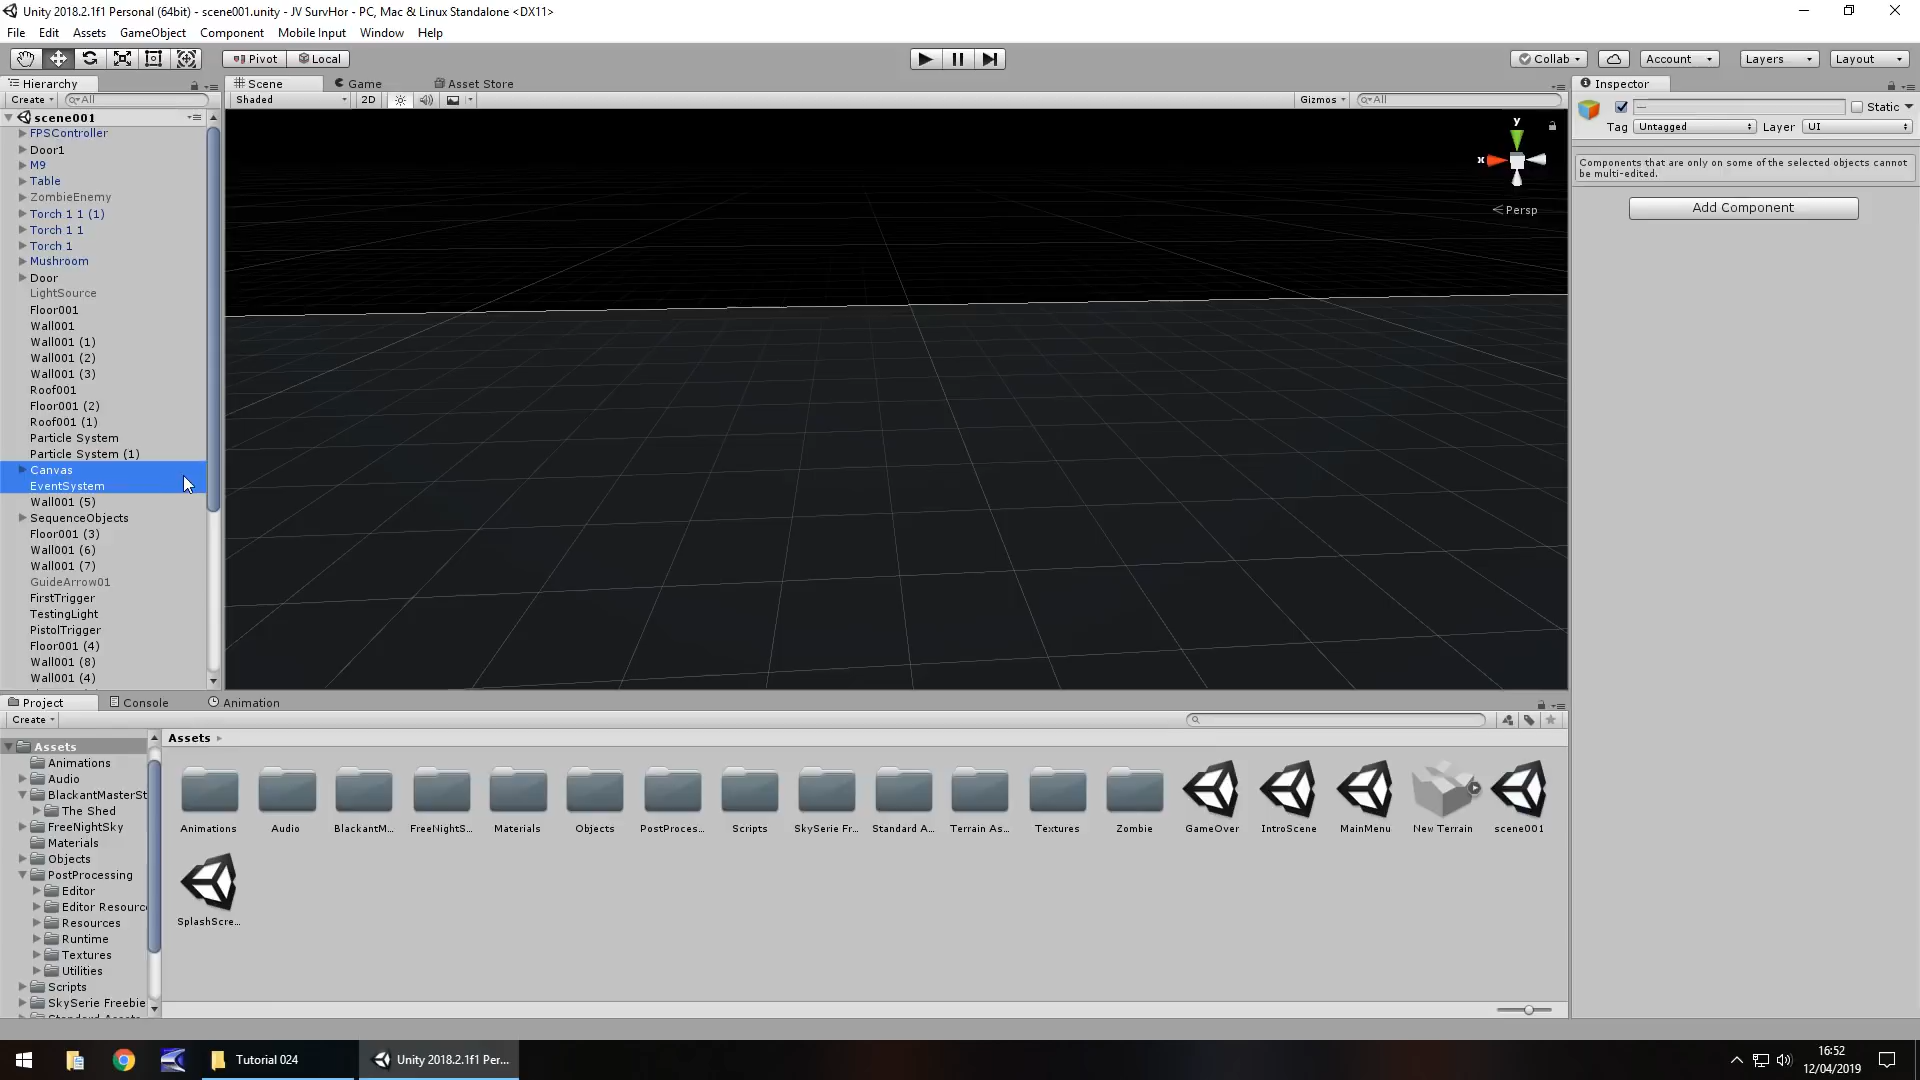 Unity 2018.2.1f1 Personal (64bit) - scene001.unity - JV SurvHor - PC, Mac & Linux Standalone <DX11>
File Edit Assets GameObject Component Mobile Input Window Help
Pivot Local Collab Account Layers Layout
Hierarchy Scene Game Asset Store Inspector
Create All Shaded 2D Gizmos All
scene001
FPSController
Door1
M9
Table
ZombieEnemy
Torch 1 1 (1)
Torch 1 1
Torch 1
Mushroom
Door
LightSource
Floor001
Wall001
Wall001 (1)
Wall001 (2)
Wall001 (3)
Roof001
Floor001 (2)
Roof001 (1)
Particle System
Particle System (1)
Canvas
EventSystem
Wall001 (5)
SequenceObjects
Floor001 (3)
Wall001 (6)
Wall001 (7)
GuideArrow01
FirstTrigger
TestingLight
PistolTrigger
Floor001 (4)
Wall001 (8)
Wall001 (4)
y
x
Persp
— Static
Tag Untagged Layer UI
Components that are only on some of the selected objects cannot
be multi-edited.
Add Component
Project Console Animation
Create
Assets
Animations
Audio
BlackantMasterSt
The Shed
FreeNightSky
Materials
Objects
PostProcessing
Editor
Editor Resourc
Resources
Runtime
Textures
Utilities
Scripts
SkySerie Freebie
Standard Assets
Assets
Animations Audio BlackantM... FreeNightS... Materials Objects PostProces... Scripts SkySerie Fr... Standard A... Terrain As... Textures Zombie GameOver IntroScene MainMenu New Terrain scene001
SplashScre...
Tutorial 024 Unity 2018.2.1f1 Per...
16:52
12/04/2019